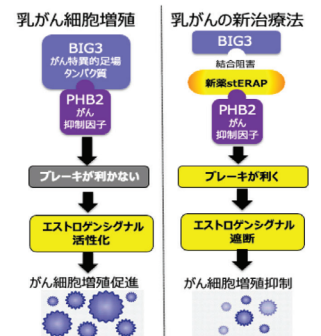 乳がん細胞増殖
BIG3
がん特異的足場
タンパク質
PHB2
がん
抑制因子
ブレーキが利かない
エストロゲンシグナル
活性化
がん細胞増殖促進
乳がんの新治療法
BIG3
結合阻害
新薬stERAP
PHB2
がん
抑制因子
ブレーキが利く
エストロゲンシグナル
遮断
がん細胞増殖抑制